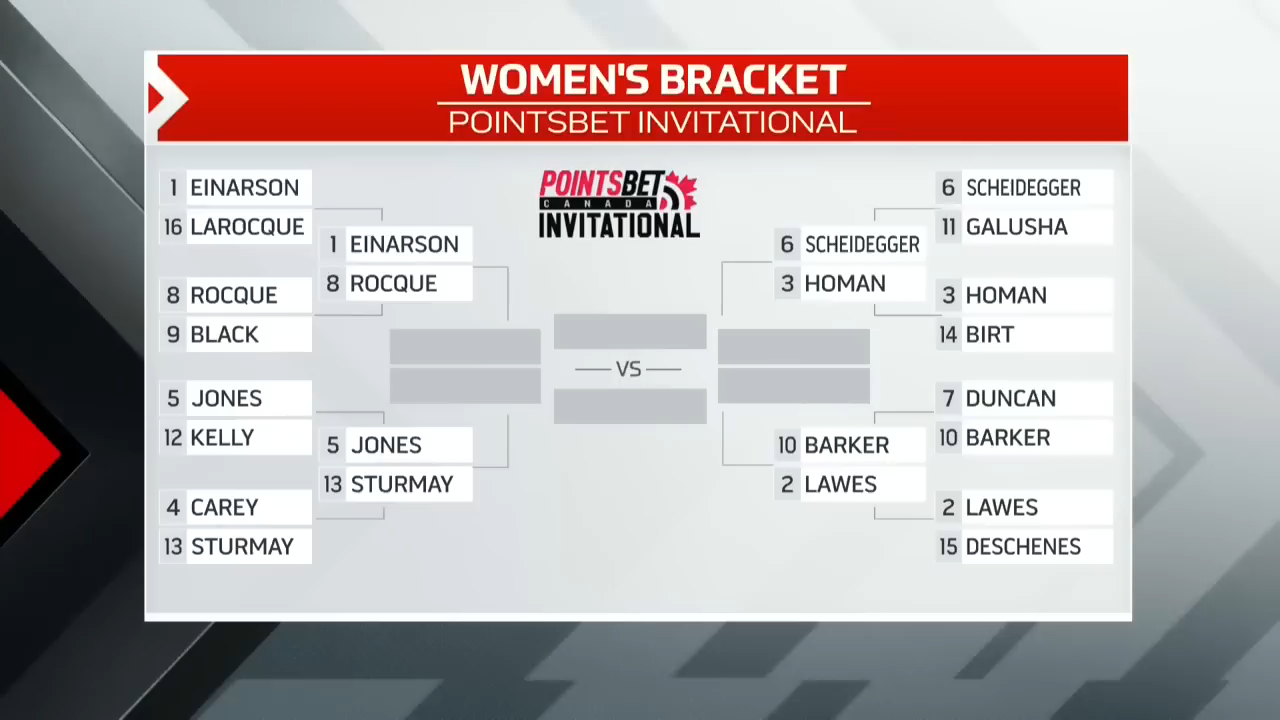 WOMEN'S BRACKET
POINTSBET INVITATIONAL
POINTSBET
CANADA
INVITATIONAL
1 EINARSON
16 LAROCQUE
8 ROCQUE
9 BLACK
5 JONES
12 KELLY
4 CAREY
13 STURMAY
1 EINARSON
8 ROCQUE
5 JONES
13 STURMAY
VS
6 SCHEIDEGGER
3 HOMAN
10 BARKER
2 LAWES
6 SCHEIDEGGER
11 GALUSHA
3 HOMAN
14 BIRT
7 DUNCAN
10 BARKER
2 LAWES
15 DESCHENES